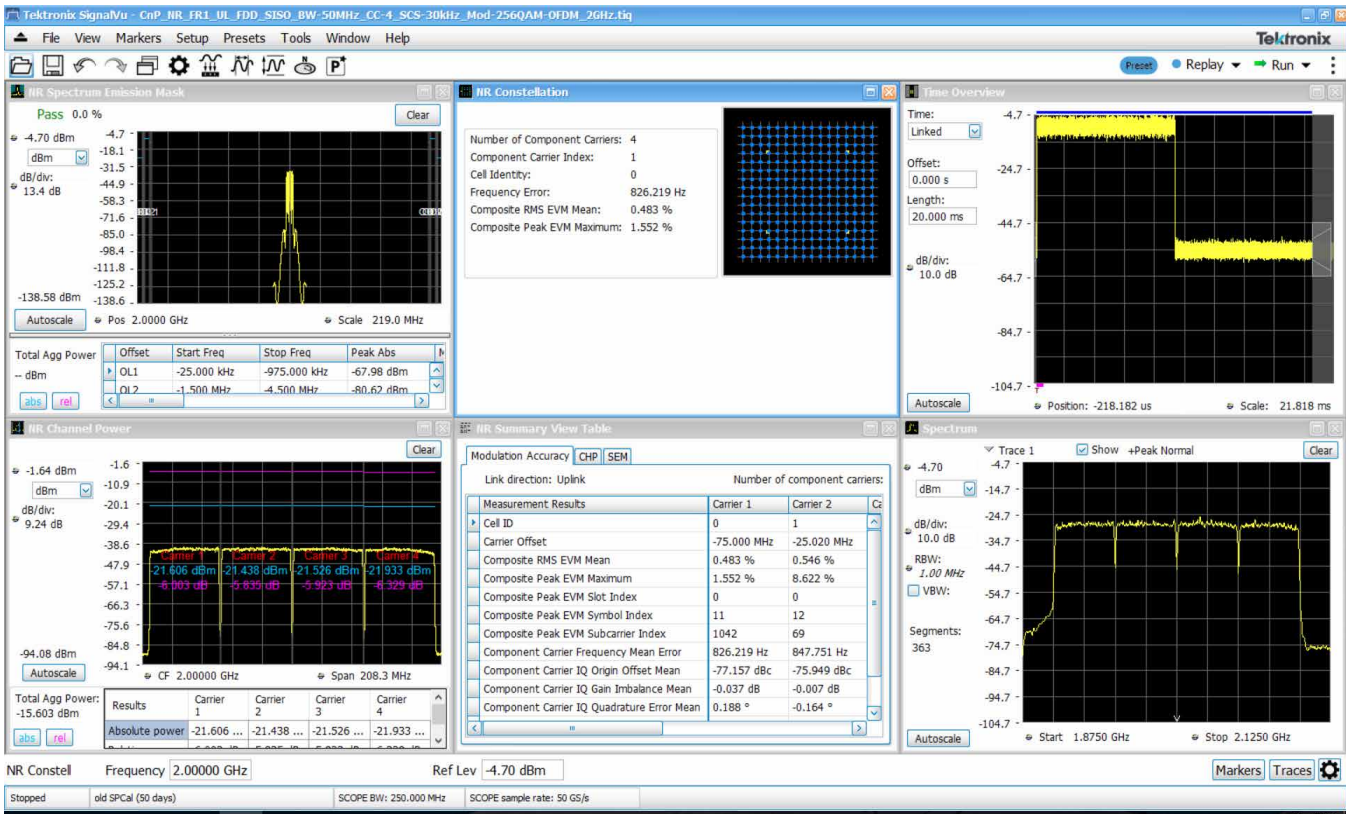 Tektronix SignalVu - CnP_NR_FR1_UL_FDD_SISO_BW-50MHz_CC-4_SCS-30kHz_Mod-256QAM-OFDM_2GHz.tiq
File View Markers Setup Presets Tools Window Help
Tektronix
Preset Replay Run
NR Spectrum Emission Mask
Pass 0.0 %
Clear
-4.70 dBm
dBm
dB/div:
13.4 dB
-138.58 dBm
Autoscale
-4.7
-18.1
-31.5
-44.9
-58.3
-71.6
-85.0
-98.4
-111.8
-125.2
-138.6
Pos 2.0000 GHz
Scale 219.0 MHz
Total Agg Power
-- dBm
abs rel
Offset Start Freq Stop Freq Peak Abs
OL1 -25.000 kHz -975.000 kHz -67.98 dBm
OL2 -1.500 MHz -4.500 MHz -80.62 dBm
NR Constellation
Number of Component Carriers: 4
Component Carrier Index: 1
Cell Identity: 0
Frequency Error: 826.219 Hz
Composite RMS EVM Mean: 0.483 %
Composite Peak EVM Maximum: 1.552 %
Time Overview
Time:
Linked
Offset:
0.000 s
Length:
20.000 ms
dB/div:
10.0 dB
Autoscale
-4.7
-24.7
-44.7
-64.7
-84.7
-104.7
T
Position: -218.182 us
Scale: 21.818 ms
NR Channel Power
Clear
-1.64 dBm
dBm
dB/div:
9.24 dB
-94.08 dBm
Autoscale
-1.6
-10.9
-20.1
-29.4
-38.6
-47.9
-57.1
-66.3
-75.6
-84.8
-94.1
Carrier 1 Carrier 2 Carrier 3 Carrier 4
-21.606 dBm -21.438 dBm -21.526 dBm -21.933 dBm
-6.003 dB -5.835 dB -5.923 dB -6.329 dB
CF 2.00000 GHz
Span 208.3 MHz
Total Agg Power:
-15.603 dBm
abs rel
Results Carrier 1 Carrier 2 Carrier 3 Carrier 4
Absolute power -21.606 ... -21.438 ... -21.526 ... -21.933 ...
NR Summary View Table
Modulation Accuracy CHP SEM
Link direction: Uplink Number of component carriers:
Measurement Results Carrier 1 Carrier 2 Ca
Cell ID 0 1
Carrier Offset -75.000 MHz -25.020 MHz
Composite RMS EVM Mean 0.483 % 0.546 %
Composite Peak EVM Maximum 1.552 % 8.622 %
Composite Peak EVM Slot Index 0 0
Composite Peak EVM Symbol Index 11 12
Composite Peak EVM Subcarrier Index 1042 69
Component Carrier Frequency Mean Error 826.219 Hz 847.751 Hz
Component Carrier IQ Origin Offset Mean -77.157 dBc -75.949 dBc
Component Carrier IQ Gain Imbalance Mean -0.037 dB -0.007 dB
Component Carrier IQ Quadrature Error Mean 0.188 ° -0.164 °
Spectrum
Trace 1 Show +Peak Normal
Clear
-4.70
dBm
dB/div:
10.0 dB
RBW:
1.00 MHz
VBW:
Segments:
363
Autoscale
-4.7
-14.7
-24.7
-34.7
-44.7
-54.7
-64.7
-74.7
-84.7
-94.7
-104.7
Start 1.8750 GHz
Stop 2.1250 GHz
NR Constell Frequency 2.00000 GHz Ref Lev -4.70 dBm Markers Traces
Stopped old SPCal (50 days) SCOPE BW: 250.000 MHz SCOPE sample rate: 50 GS/s